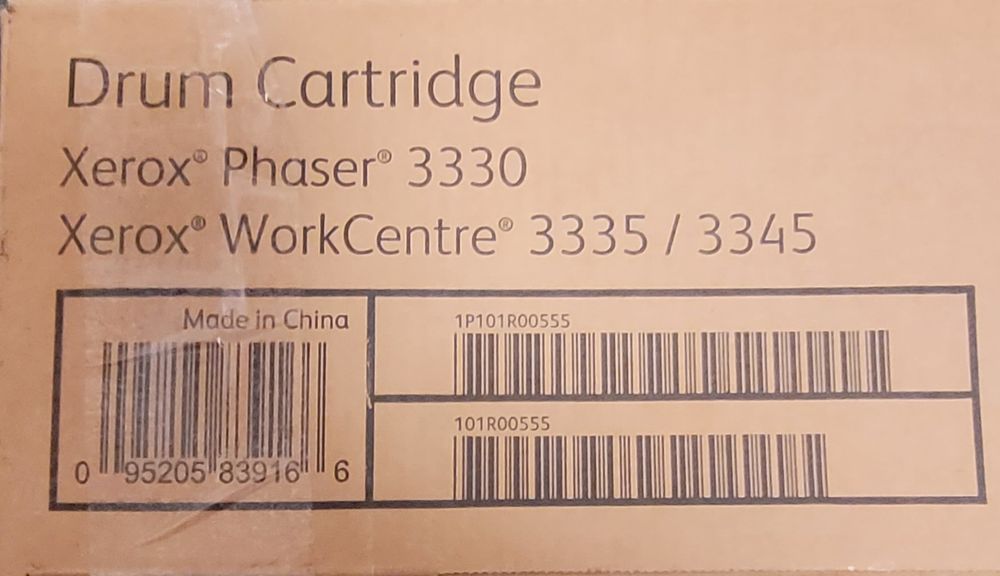 Drum Cartridge
Xerox® Phaser® 3330
Xerox® WorkCentre® 3335 / 3345
Made in China
0 95205 83916 6
1P101R00555
101R00555